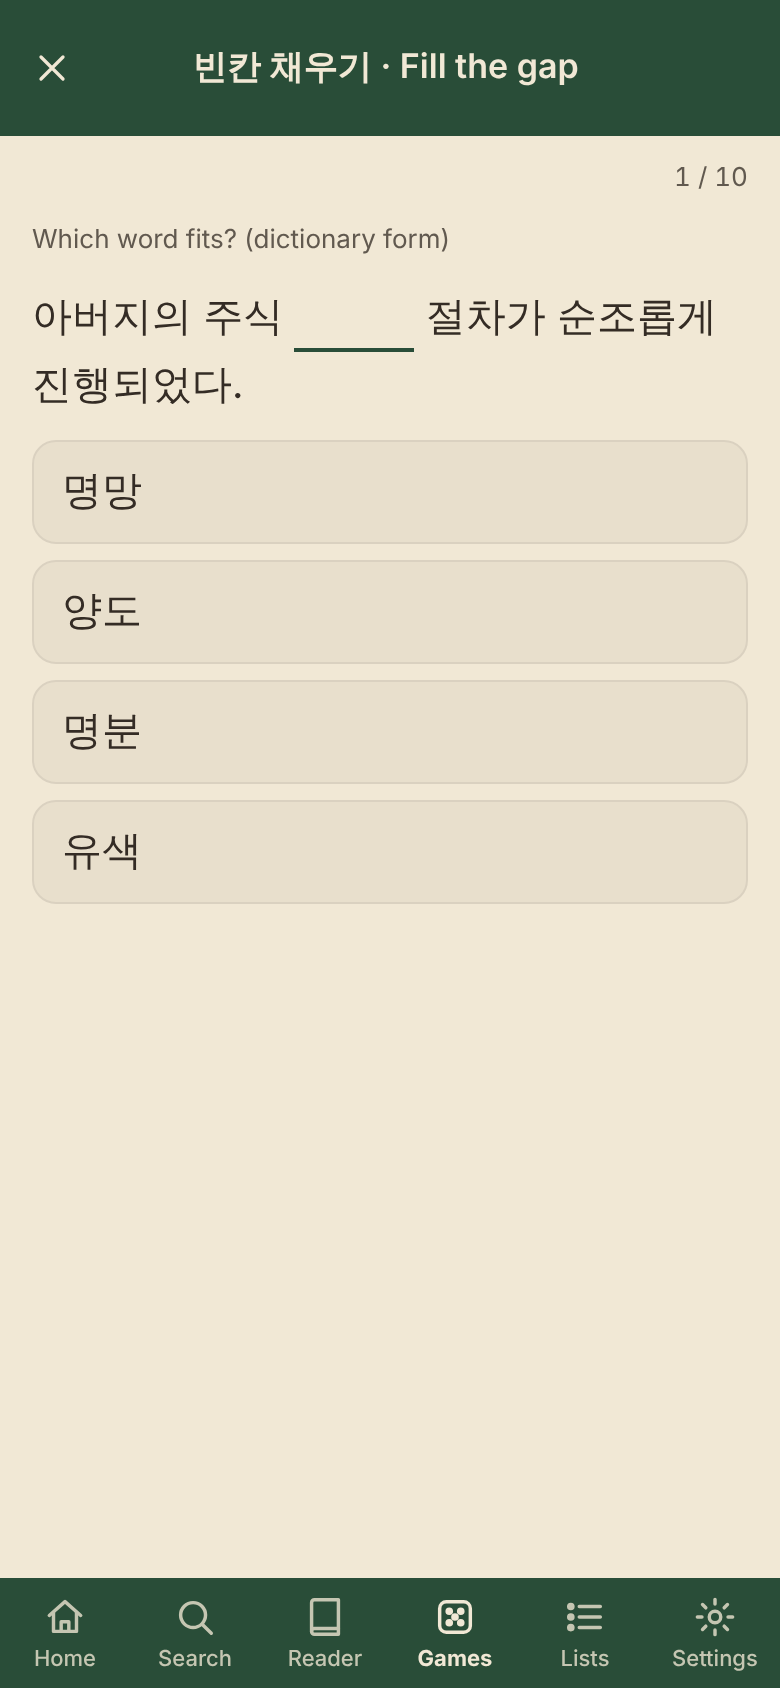 빈칸 채우기 · Fill the gap
1 / 10
Which word fits? (dictionary form)
아버지의 주식 ______ 절차가 순조롭게
진행되었다.
명망
양도
명분
유색
Home Search Reader Games Lists Settings